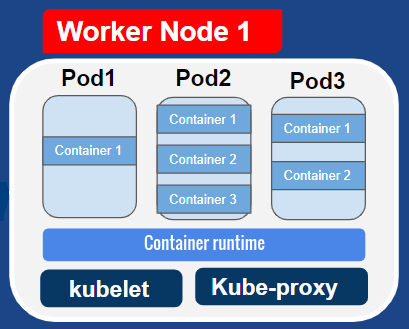 Worker Node 1
Pod1 Pod2 Pod3
Container 1
Container 1
Container 2
Container 3
Container 1
Container 2
Container runtime
kubelet Kube-proxy